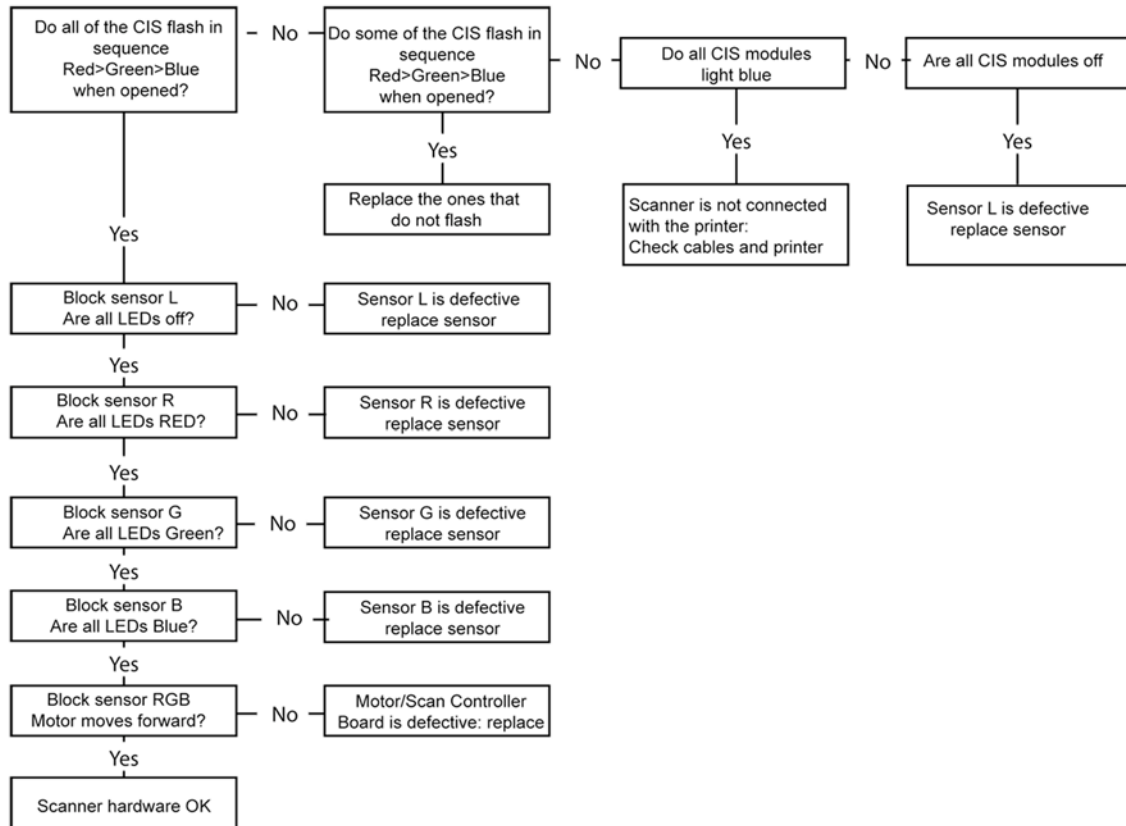 Do all of the CIS flash in
sequence
Red>Green>Blue
when opened?
No
Do some of the CIS flash in
sequence
Red>Green>Blue
when opened?
No
Do all CIS modules
light blue
No
Are all CIS modules off
Yes
Yes
Yes
Yes
Replace the ones that
do not flash
Scanner is not connected
with the printer:
Check cables and printer
Sensor L is defective
replace sensor
Block sensor L
Are all LEDs off?
No
Sensor L is defective
replace sensor
Yes
Block sensor R
Are all LEDs RED?
No
Sensor R is defective
replace sensor
Yes
Block sensor G
Are all LEDs Green?
No
Sensor G is defective
replace sensor
Yes
Block sensor B
Are all LEDs Blue?
No
Sensor B is defective
replace sensor
Yes
Block sensor RGB
Motor moves forward?
No
Motor/Scan Controller
Board is defective: replace
Yes
Scanner hardware OK